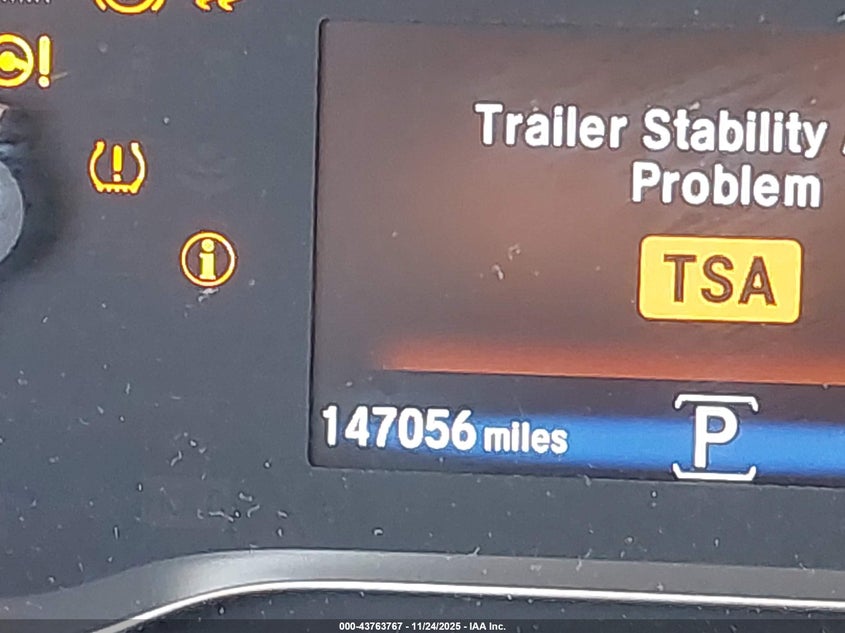 Trailer Stability
Problem
TSA
147056 miles
P
000-43763767 - 11/24/2025 - IAA Inc.